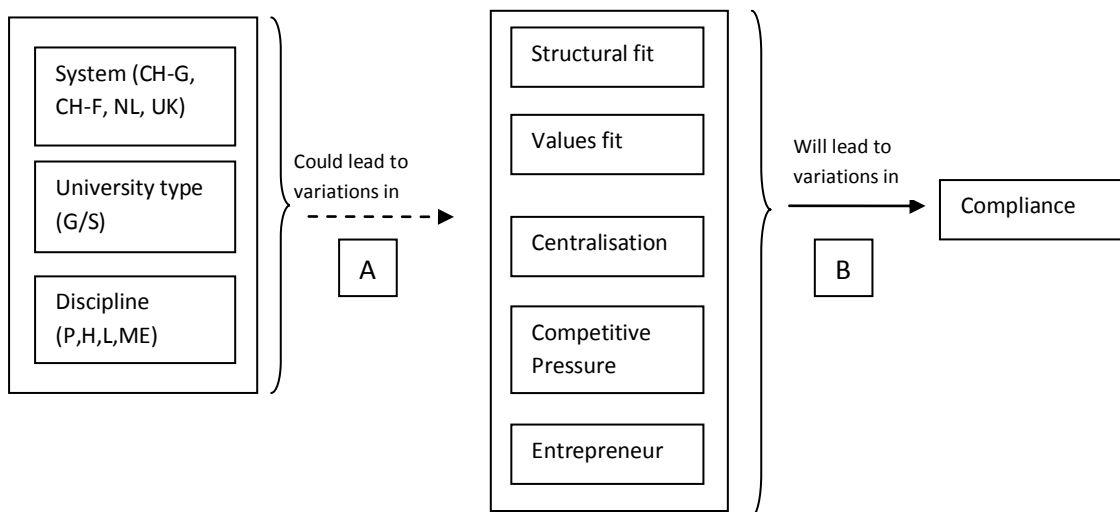 System (CH-G,
CH-F, NL, UK)
University type
(G/S)
Discipline
(P,H,L,ME)
Could lead to
variations in
A
Structural fit
Values fit
Centralisation
Competitive
Pressure
Entrepreneur
Will lead to
variations in
B
Compliance